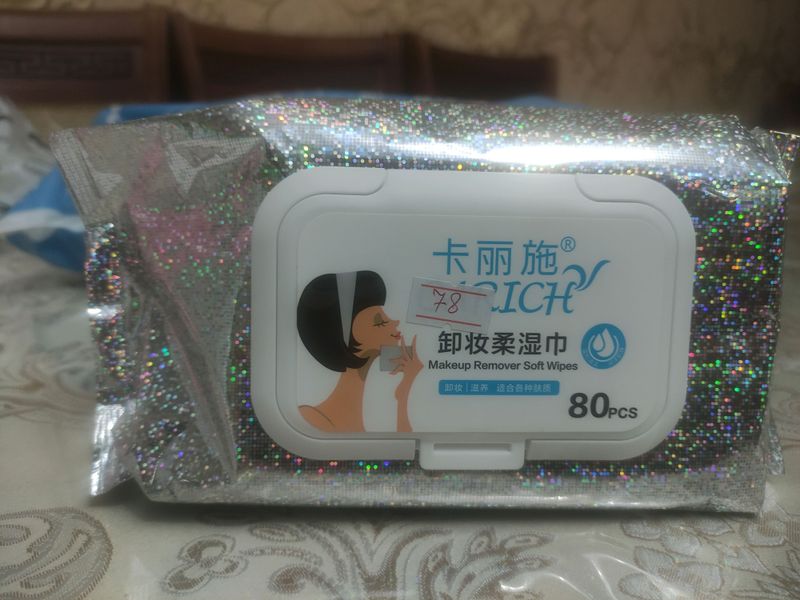 卡丽施®
78
卸妆柔湿巾
Makeup Remover Soft Wipes
卸妆 | 滋养 适合各种肤质
80PCS